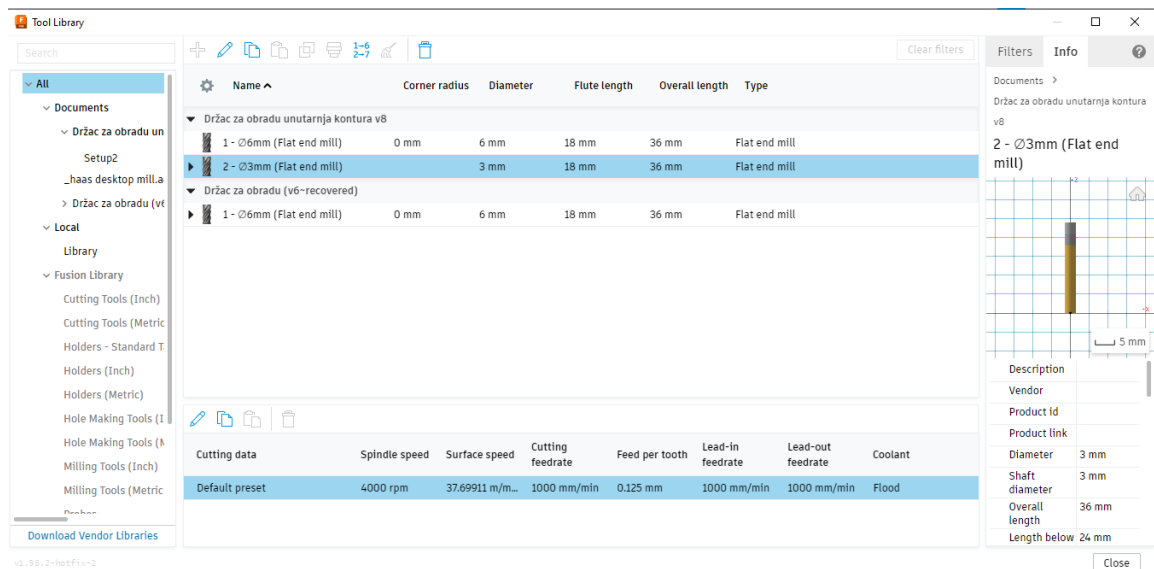 Tool Library
Search
Clear filters
Filters Info
All
Documents
Držac za obradu un
Setup2
_haas desktop mill.a
Držac za obradu (v6
Local
Library
Fusion Library
Cutting Tools (Inch)
Cutting Tools (Metric
Holders - Standard T
Holders (Inch)
Holders (Metric)
Hole Making Tools (I
Hole Making Tools (M
Milling Tools (Inch)
Milling Tools (Metric
Probes
Download Vendor Libraries
v1.98.2-hotfix-2
Name Corner radius Diameter Flute length Overall length Type
Držac za obradu unutarnja kontura v8
1 - ∅6mm (Flat end mill) 0 mm 6 mm 18 mm 36 mm Flat end mill
2 - ∅3mm (Flat end mill) 3 mm 18 mm 36 mm Flat end mill
Držac za obradu (v6~recovered)
1 - ∅6mm (Flat end mill) 0 mm 6 mm 18 mm 36 mm Flat end mill
Cutting data Spindle speed Surface speed Cutting feedrate Feed per tooth Lead-in feedrate Lead-out feedrate Coolant
Default preset 4000 rpm 37.69911 m/m... 1000 mm/min 0.125 mm 1000 mm/min 1000 mm/min Flood
Documents >
Držac za obradu unutarnja kontura
v8
2 - ∅3mm (Flat end
mill)
+Z
-X
5 mm
Description
Vendor
Product id
Product link
Diameter 3 mm
Shaft diameter 3 mm
Overall length 36 mm
Length below 24 mm
Close